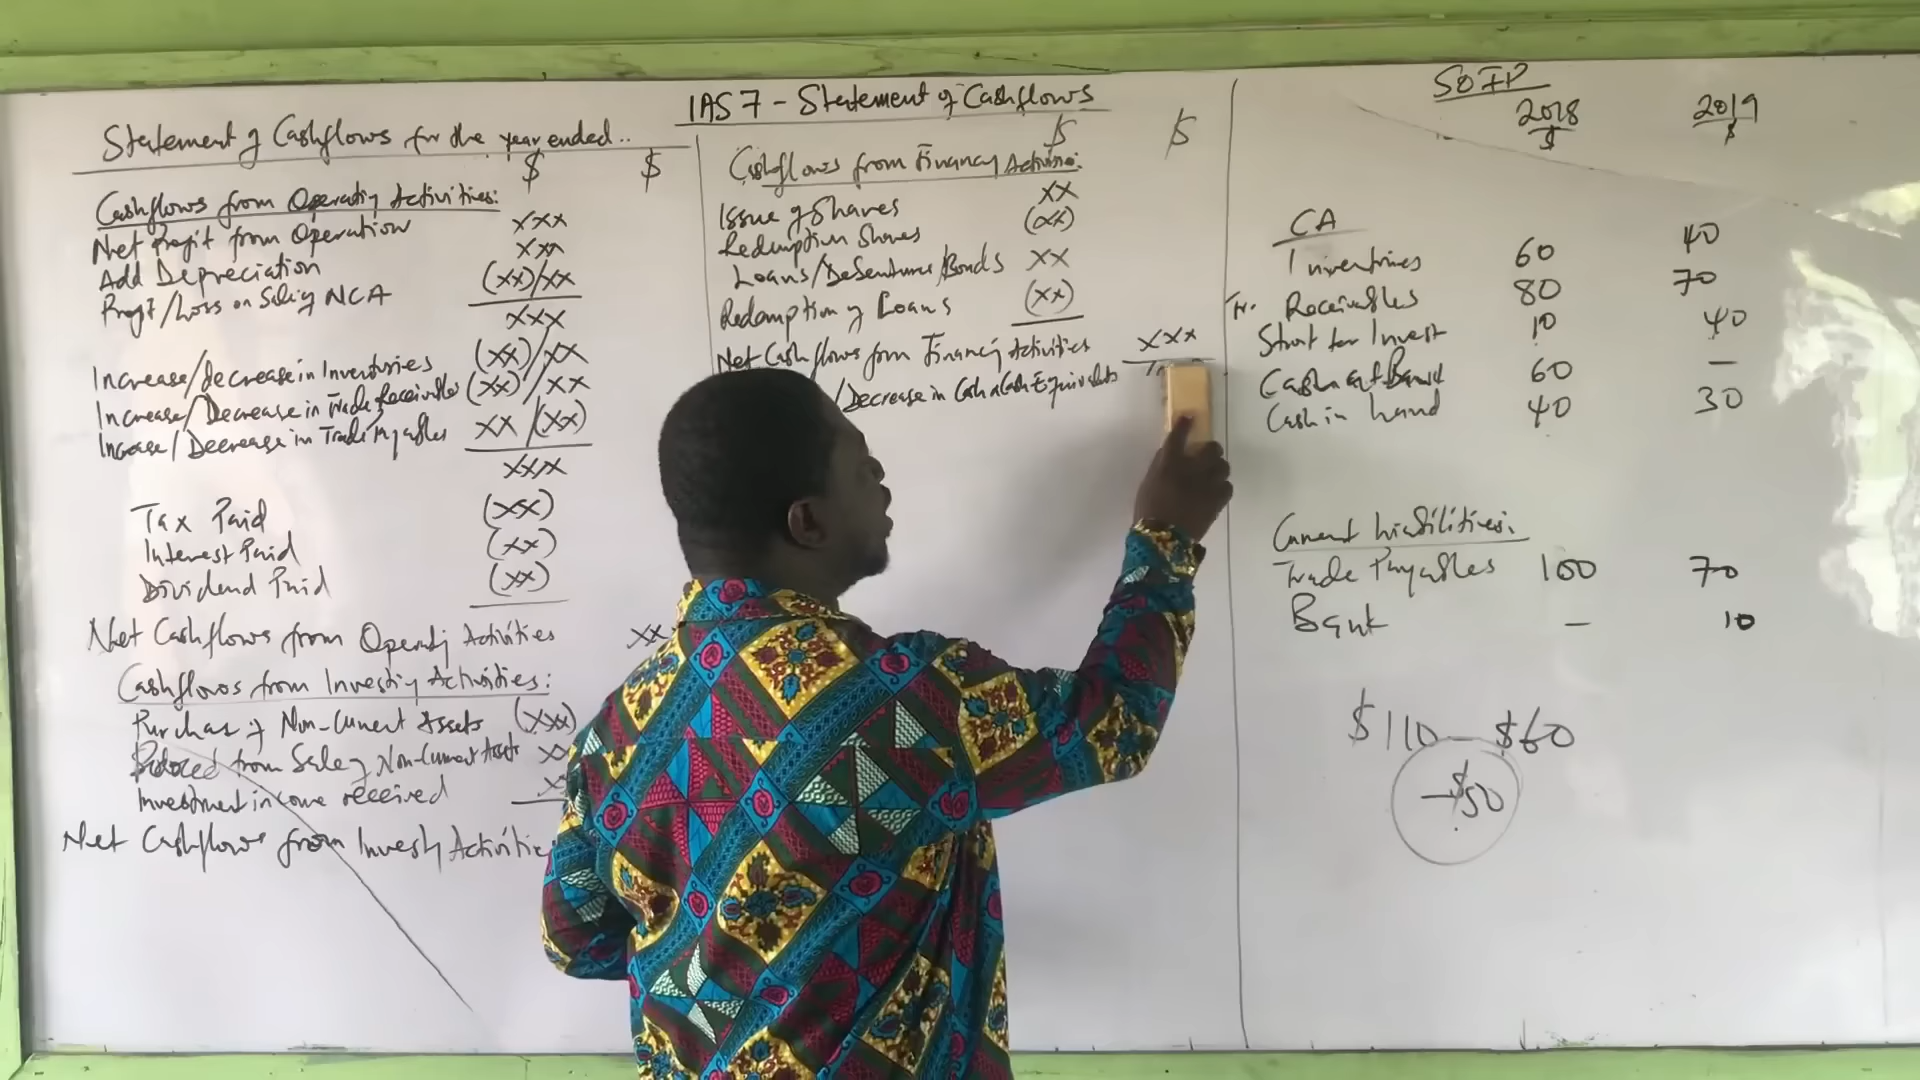 IAS 7 - Statement of Cashflows
Statement of Cashflows for the year ended..
$ $
Cashflows from Operating Activities:
Net Profit from Operation xxx
Add Depreciation xxx
Profit/Loss on Sale of NCA (xx)/xx
xxx
Increase/decrease in Inventories (xx)/xx
Increase/Decrease in Trade Receivables (xx)/xx
Increase/Decrease in Trade Payables xx/(xx)
xxx
Tax Paid (xx)
Interest Paid (xx)
Dividend Paid (xx)
Net Cashflows from Operating Activities xx
Cashflows from Investing Activities:
Purchase of Non-Current Assets (xxx)
from Sale of Non-Current Assets xx
Investment income received
Net Cashflows from Investing Activities
$ $
Cashflows from Financing Activities:
Issue of Shares xx
Redemption Shares (xx)
Loans/Debentures/Bonds xx
Redemption of Loans (xx)
Net Cashflows from Financing Activities xxx
/Decrease in Cash & Cash Equivalents
SOFP
2018 2019
$ $
CA
Inventories 60 40
Tr. Receivables 80 70
Short ter Invest 10 40
Cash at Bank 60 —
Cash in hand 40 30
Current Liabilities:
Trade Payables 100 70
Bank — 10
$110 - $60
-$50